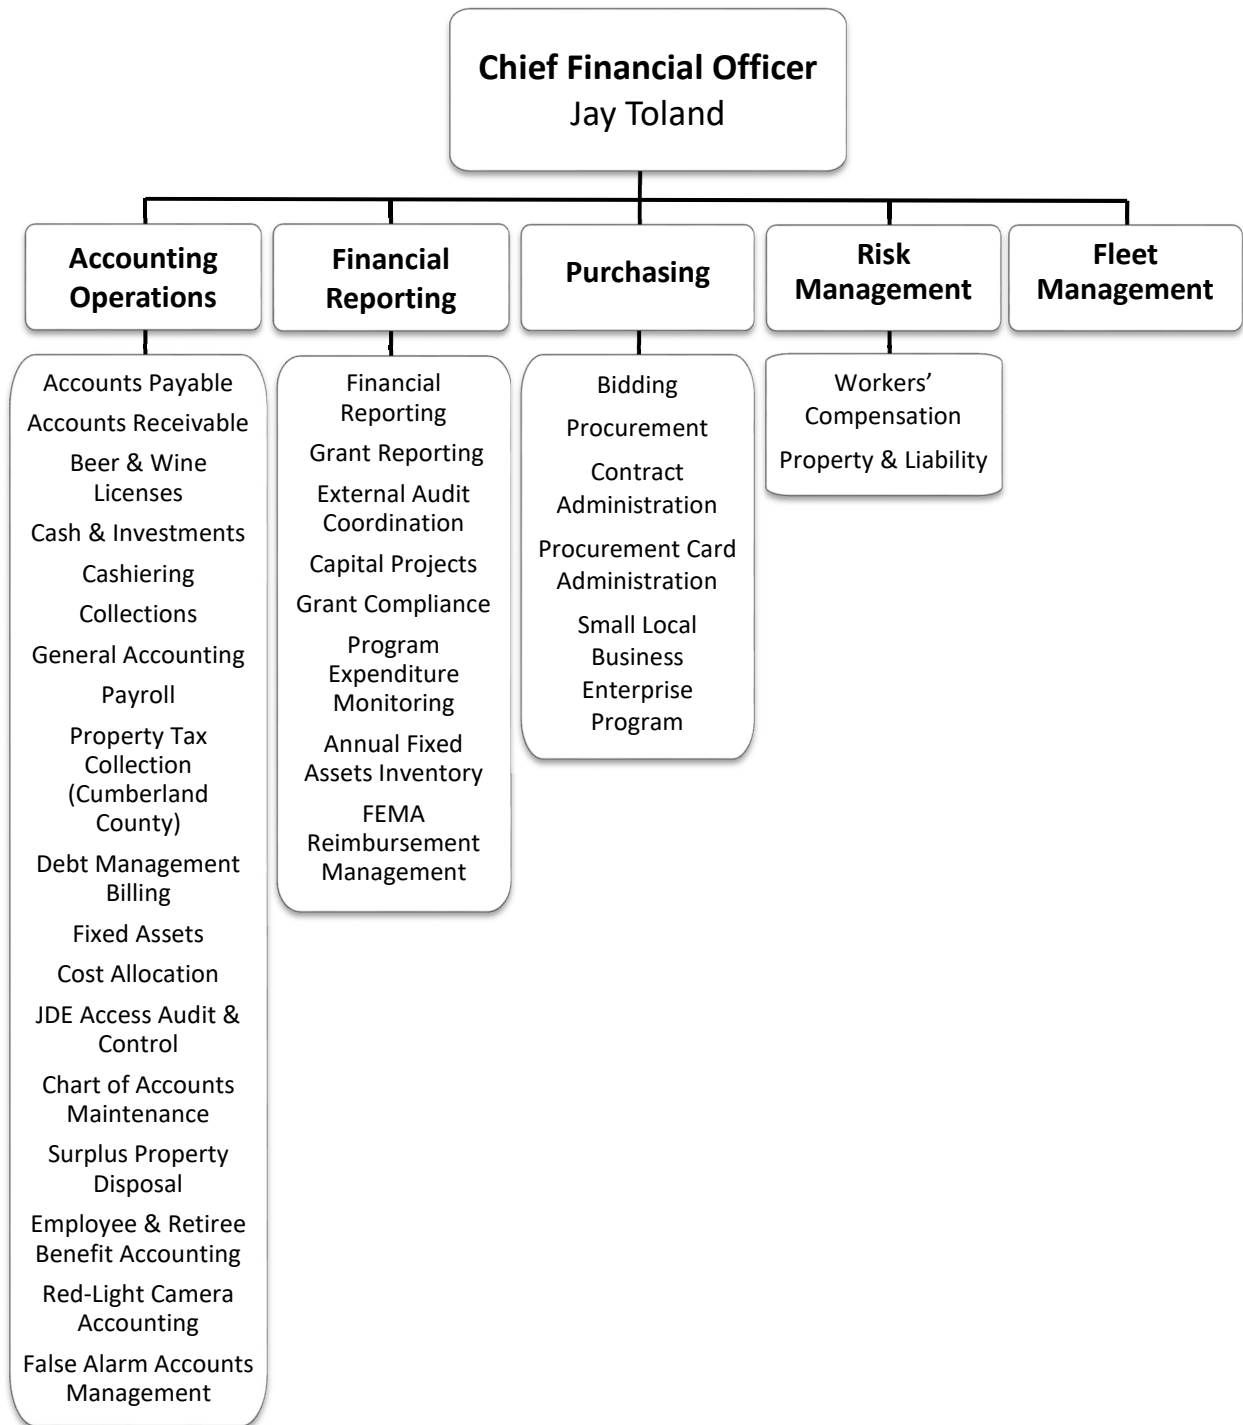 Chief Financial Officer
Jay Toland
Accounting
Operations
Financial
Reporting
Purchasing
Risk
Management
Fleet
Management
Accounts Payable
Accounts Receivable
Beer & Wine
Licenses
Cash & Investments
Cashiering
Collections
General Accounting
Payroll
Property Tax
Collection
(Cumberland
County)
Debt Management
Billing
Fixed Assets
Cost Allocation
JDE Access Audit &
Control
Chart of Accounts
Maintenance
Surplus Property
Disposal
Employee & Retiree
Benefit Accounting
Red-Light Camera
Accounting
False Alarm Accounts
Management
Financial
Reporting
Grant Reporting
External Audit
Coordination
Capital Projects
Grant Compliance
Program
Expenditure
Monitoring
Annual Fixed
Assets Inventory
FEMA
Reimbursement
Management
Bidding
Procurement
Contract
Administration
Procurement Card
Administration
Small Local
Business
Enterprise
Program
Workers’
Compensation
Property & Liability